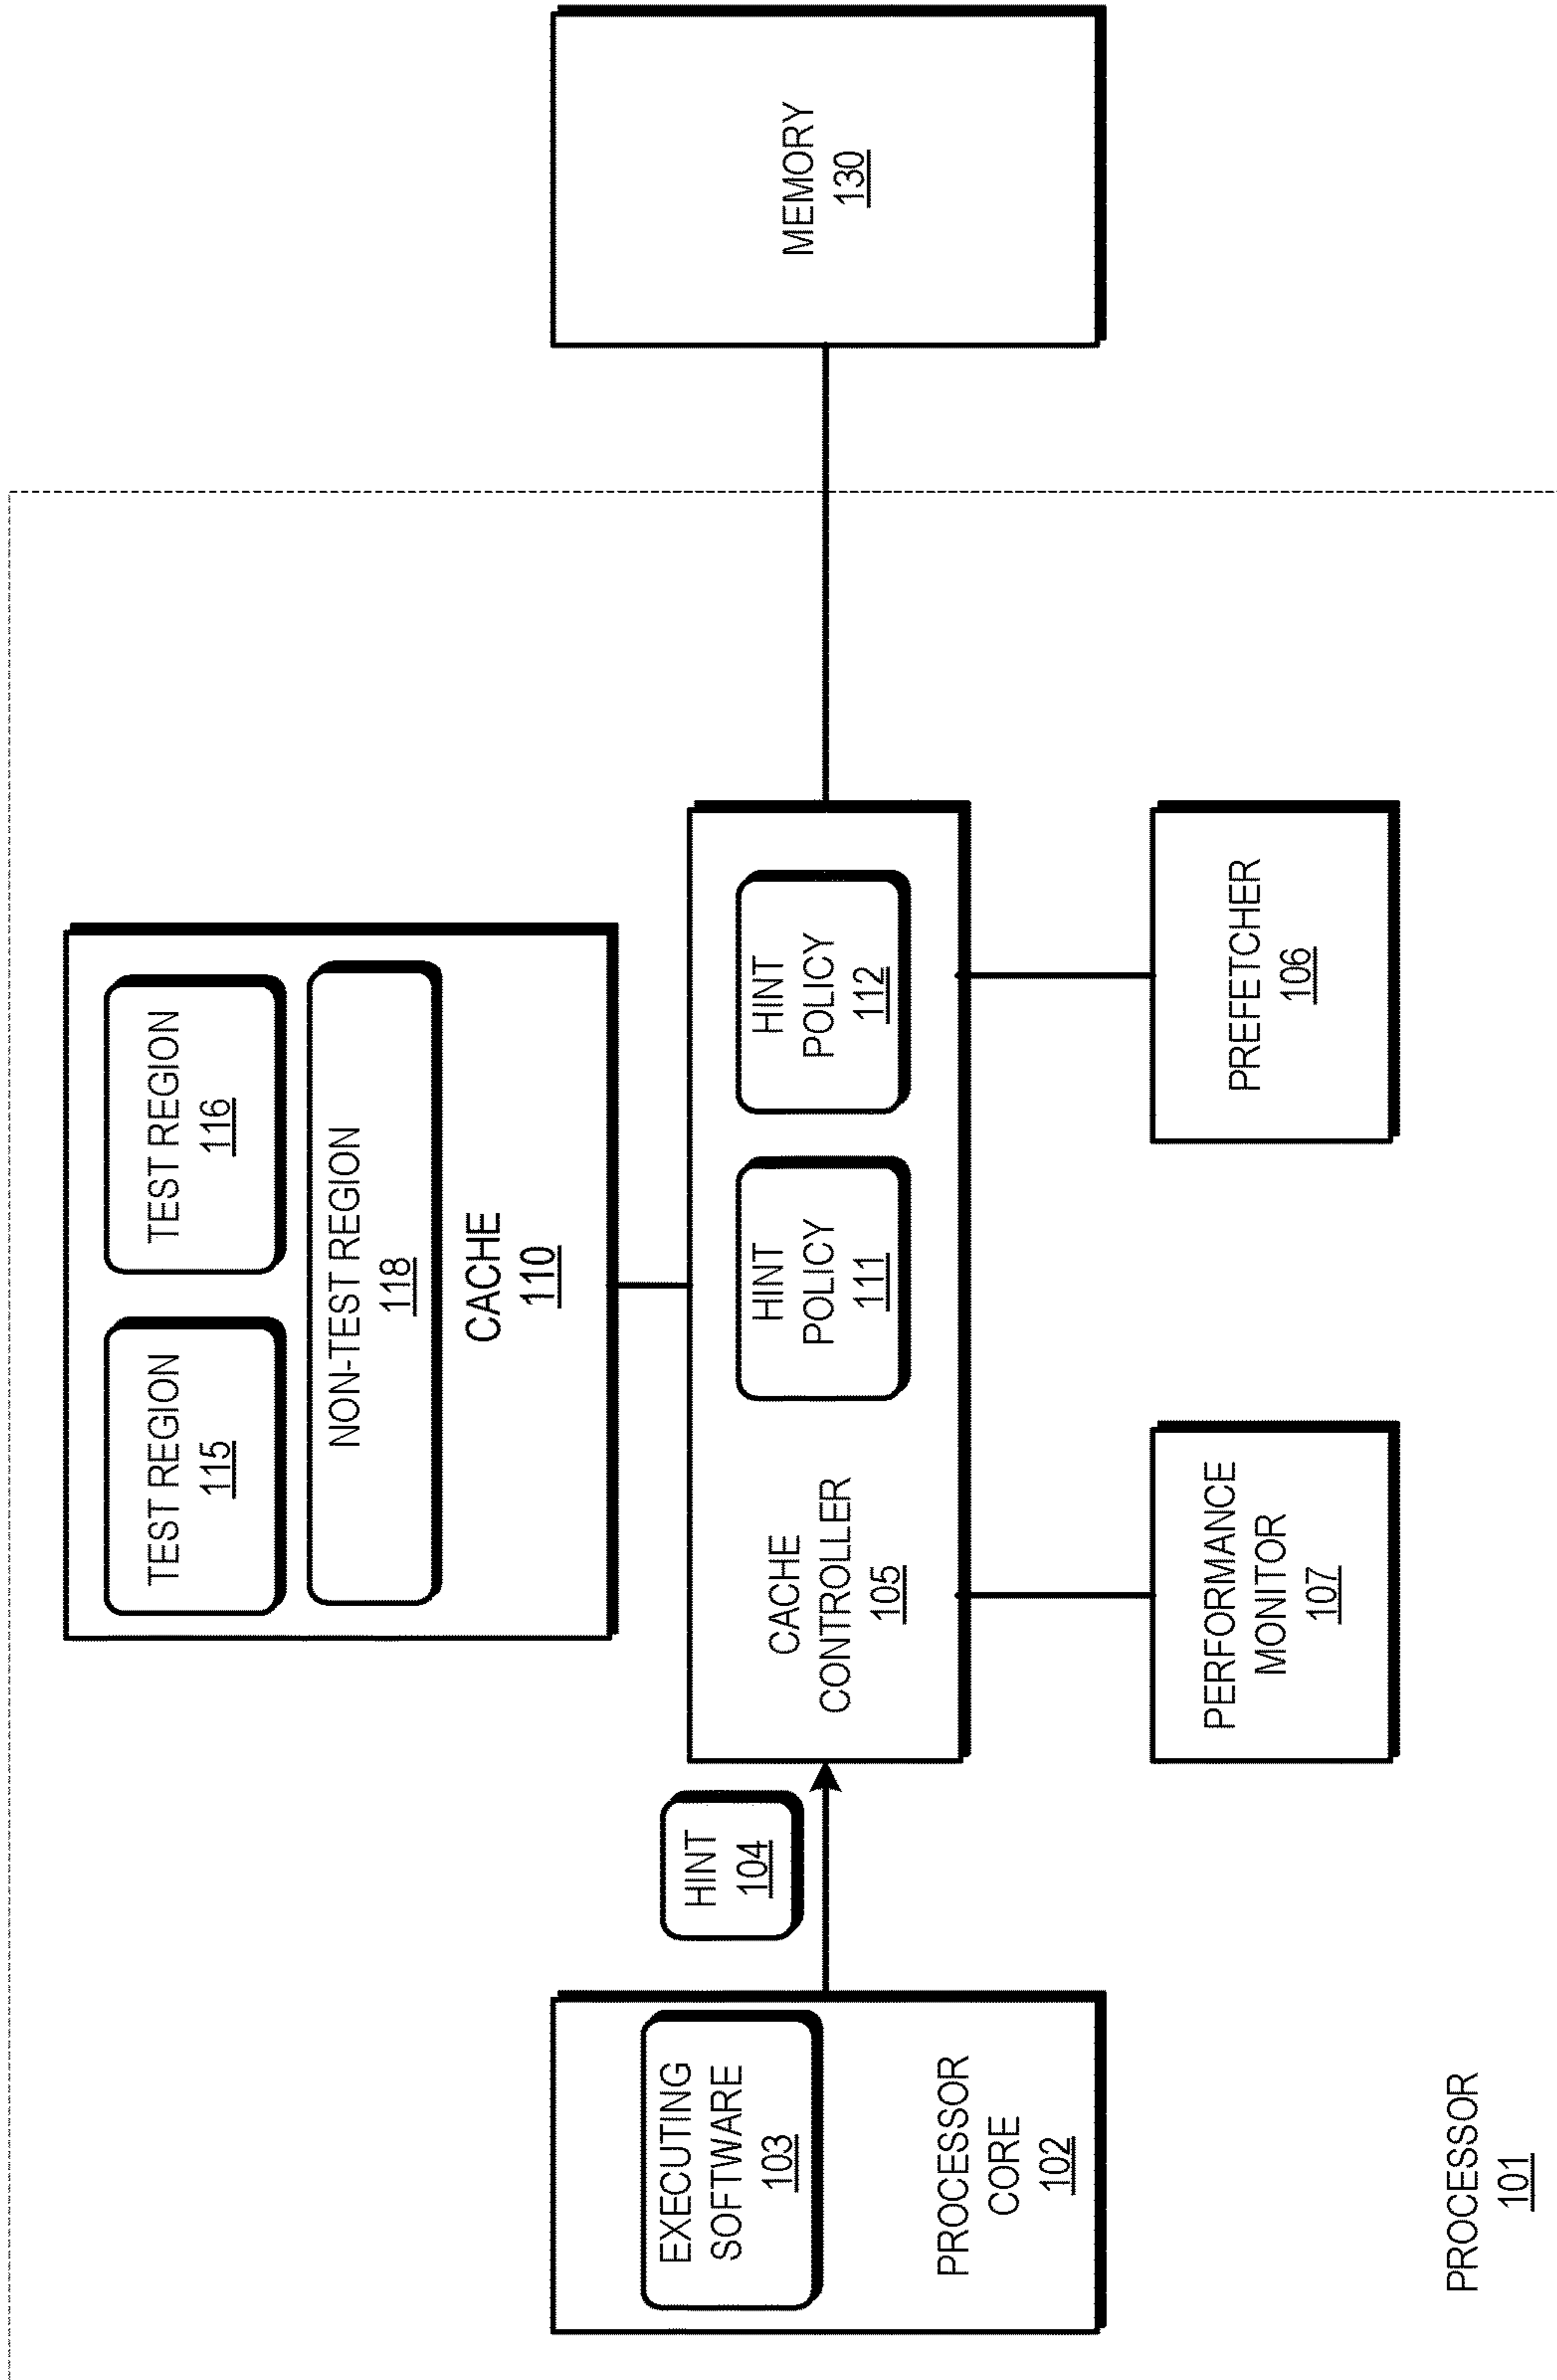 TEST REGION
115
TEST REGION
116
NON-TEST REGION
118
CACHE
110
EXECUTING
SOFTWARE
103
PROCESSOR
CORE
102
HINT
104
CACHE
CONTROLLER
105
HINT
POLICY
111
HINT
POLICY
112
MEMORY
130
PERFORMANCE
MONITOR
107
PREFETCHER
106
PROCESSOR
101